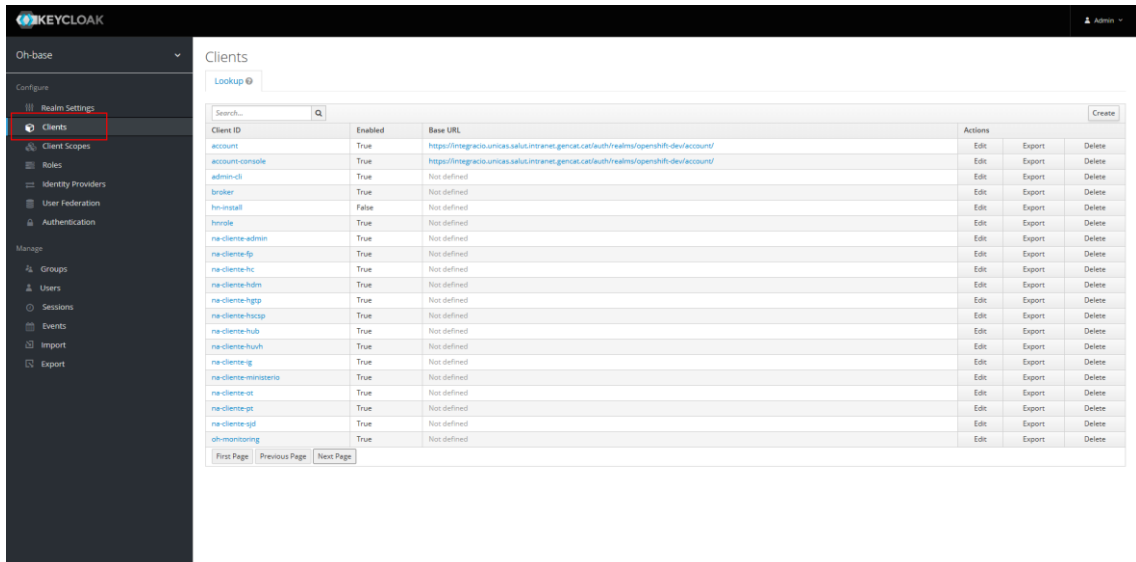 KEYCLOAK
Admin
Oh-base
Configure
Realm Settings
Clients
Client Scopes
Roles
Identity Providers
User Federation
Authentication
Manage
Groups
Users
Sessions
Events
Import
Export
Clients
Lookup
Search...
Create
Client ID Enabled Base URL Actions
account True https://integracio.unicas.salut.intranet.gencat.cat/auth/realms/openshift-dev/account/ Edit Export Delete
account-console True https://integracio.unicas.salut.intranet.gencat.cat/auth/realms/openshift-dev/account/ Edit Export Delete
admin-cli True Not defined Edit Export Delete
broker True Not defined Edit Export Delete
hn-install False Not defined Edit Export Delete
hnrole True Not defined Edit Export Delete
na-cliente-admin True Not defined Edit Export Delete
na-cliente-fp True Not defined Edit Export Delete
na-cliente-hc True Not defined Edit Export Delete
na-cliente-hdm True Not defined Edit Export Delete
na-cliente-hgtp True Not defined Edit Export Delete
na-cliente-hscsp True Not defined Edit Export Delete
na-cliente-hub True Not defined Edit Export Delete
na-cliente-huvh True Not defined Edit Export Delete
na-cliente-ig True Not defined Edit Export Delete
na-cliente-ministerio True Not defined Edit Export Delete
na-cliente-ot True Not defined Edit Export Delete
na-cliente-pt True Not defined Edit Export Delete
na-cliente-sjd True Not defined Edit Export Delete
oh-monitoring True Not defined Edit Export Delete
First Page Previous Page Next Page